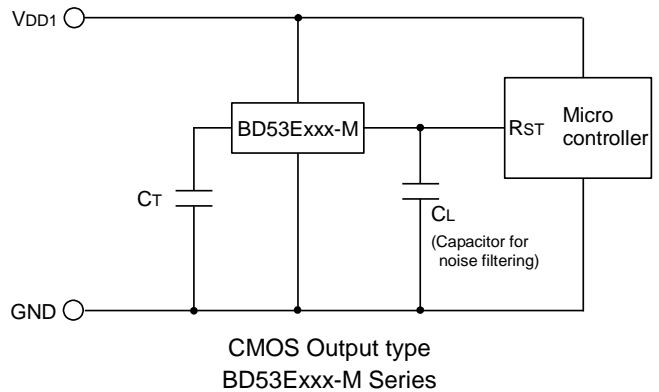 VDD1
BD53Exxx-M
RST
Micro
controller
CT
CL
(Capacitor for
noise filtering)
GND
CMOS Output type
BD53Exxx-M Series